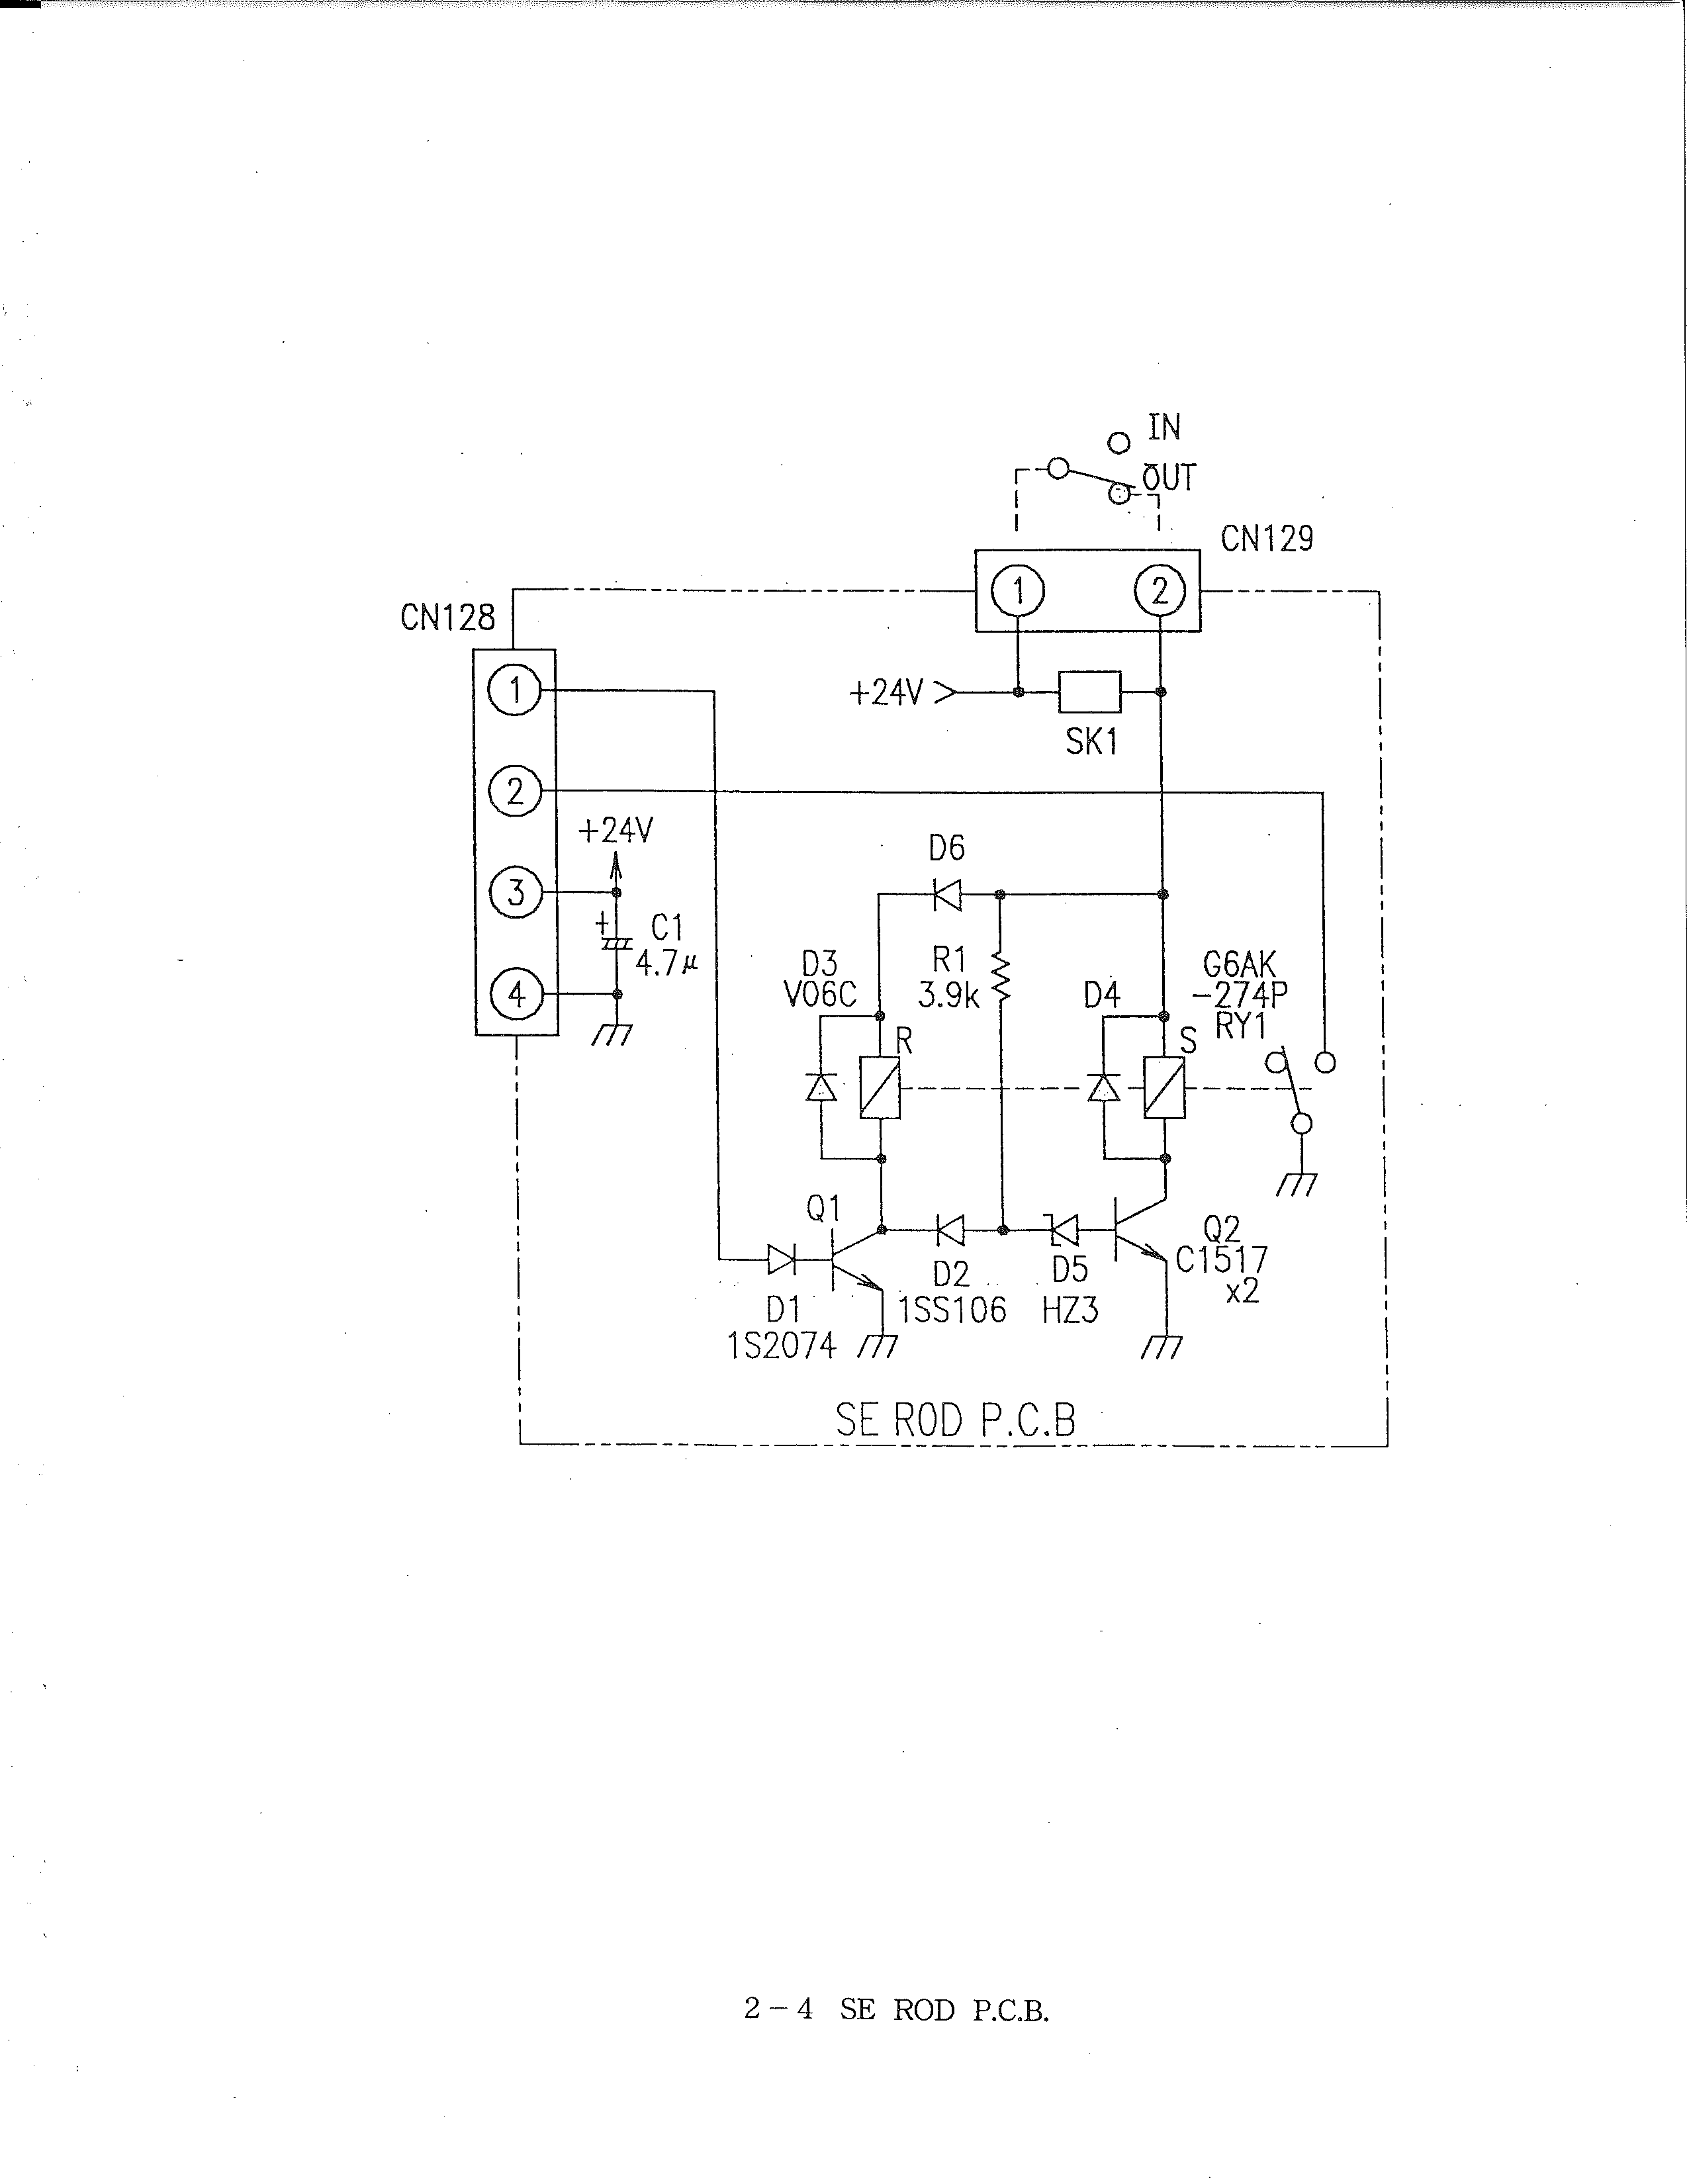 IN
OUT
CN129
1 2
CN128
1
+24V
SK1
2
+24V
D6
3
C1
4.7μ
D3
V06C
R1
3.9k
D4
G6AK
-274P
RY1
4
R
S
Q1
Q2
C1517
x2
D1
1S2074
D2
1SS106
D5
HZ3
SE ROD P.C.B
2-4 SE ROD P.C.B.